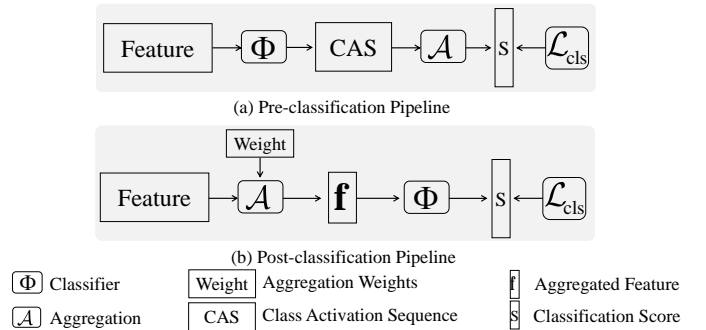 Feature Φ CAS 𝒜 s ℒcls
(a) Pre-classification Pipeline
Weight
Feature 𝒜 f Φ s ℒcls
(b) Post-classification Pipeline
Φ Classifier Weight Aggregation Weights f Aggregated Feature
𝒜 Aggregation CAS Class Activation Sequence s Classification Score